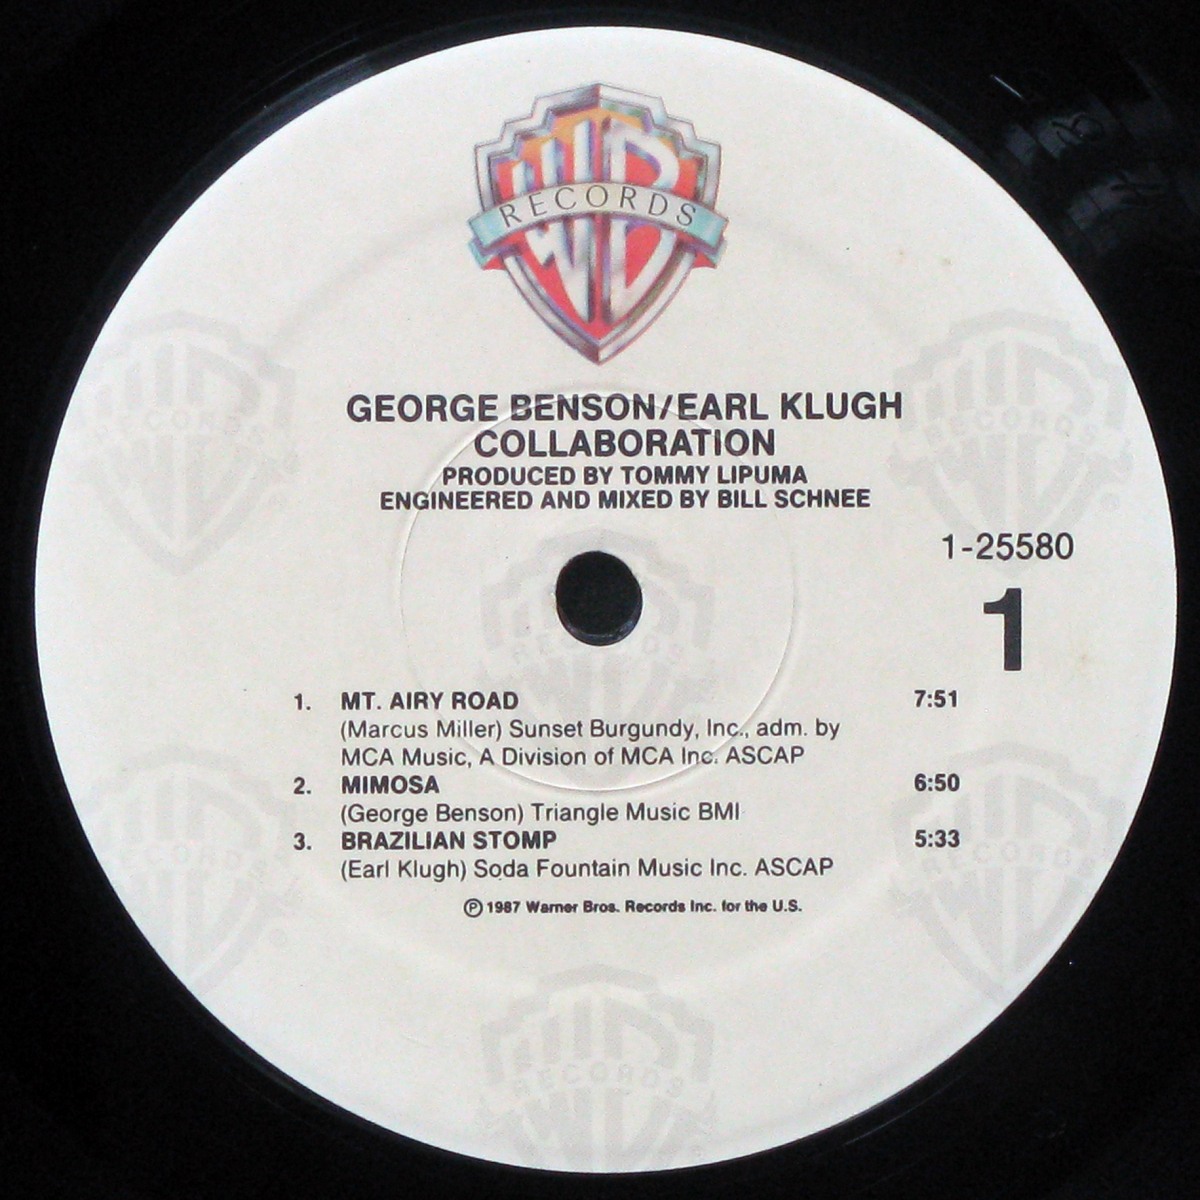 WB
RECORDS
GEORGE BENSON/EARL KLUGH
COLLABORATION
PRODUCED BY TOMMY LIPUMA
ENGINEERED AND MIXED BY BILL SCHNEE
1-25580
1
1. MT. AIRY ROAD 7:51
(Marcus Miller) Sunset Burgundy, Inc., adm. by
MCA Music, A Division of MCA Inc. ASCAP
2. MIMOSA 6:50
(George Benson) Triangle Music BMI
3. BRAZILIAN STOMP 5:33
(Earl Klugh) Soda Fountain Music Inc. ASCAP
℗ 1987 Warner Bros. Records Inc. for the U.S.